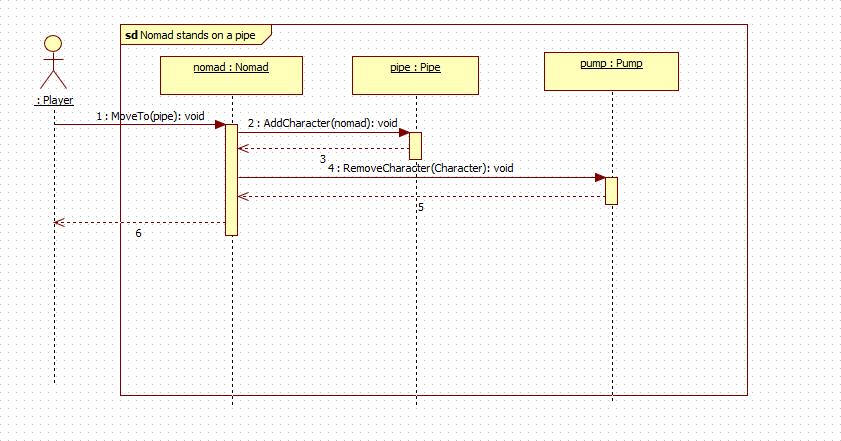 sd Nomad stands on a pipe
nomad : Nomad
pipe : Pipe
pump : Pump
: Player
1 : MoveTo(pipe): void
2 : AddCharacter(nomad): void
3
4 : RemoveCharacter(Character): void
5
6